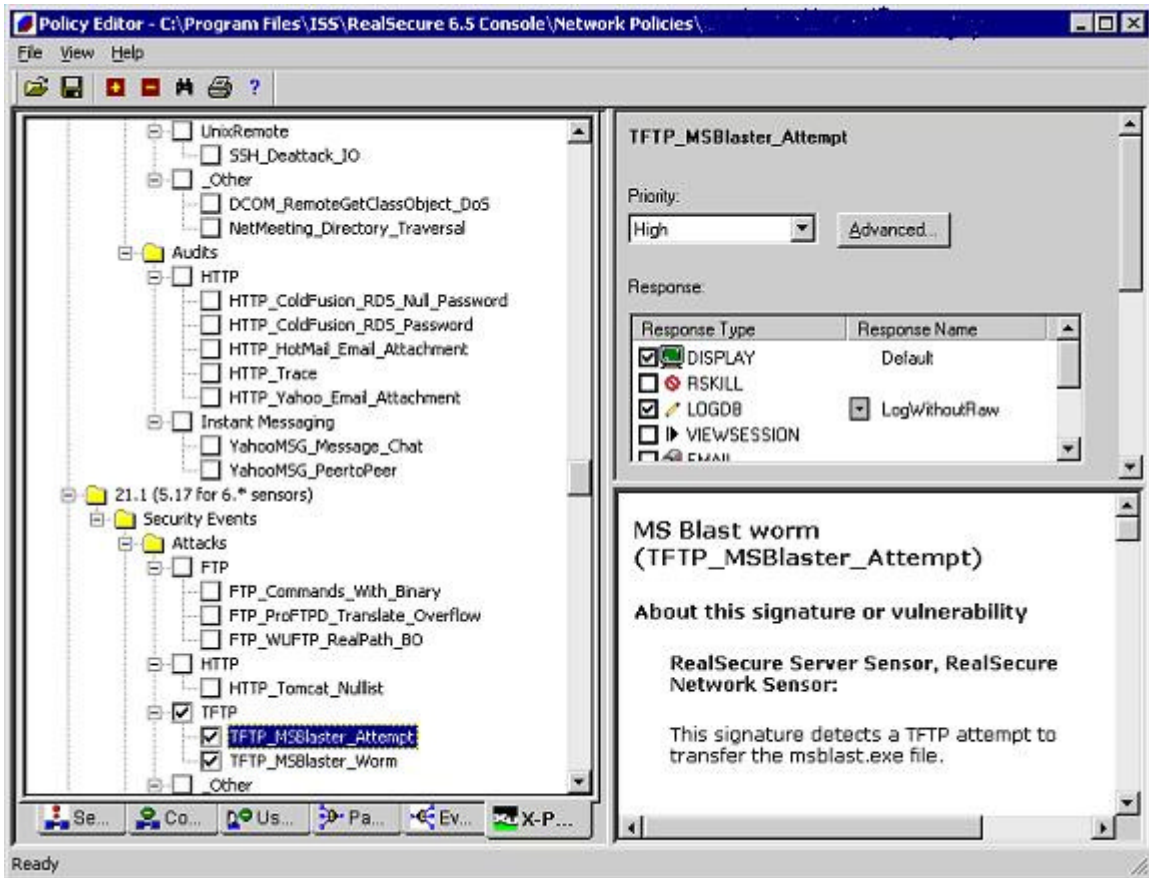 Policy Editor - C:\Program Files\ISS\RealSecure 6.5 Console\Network Policies\
File View Help
UnixRemote
SSH_Deattack_IO
_Other
DCOM_RemoteGetClassObject_DoS
NetMeeting_Directory_Traversal
Audits
HTTP
HTTP_ColdFusion_RDS_Null_Password
HTTP_ColdFusion_RDS_Password
HTTP_HotMail_Email_Attachment
HTTP_Trace
HTTP_Yahoo_Email_Attachment
Instant Messaging
YahooMSG_Message_Chat
YahooMSG_PeertoPeer
21.1 (5.17 for 6.* sensors)
Security Events
Attacks
FTP
FTP_Commands_With_Binary
FTP_ProFTPD_Translate_Overflow
FTP_WUFTP_RealPath_BO
HTTP
HTTP_Tomcat_Nullist
TFTP
TFTP_MSBlaster_Attempt
TFTP_MSBlaster_Worm
_Other
Se... Co... Us... Pa... Ev... X-P...
TFTP_MSBlaster_Attempt
Priority:
High Advanced...
Response:
Response Type Response Name
DISPLAY Default
RSKILL
LOGDB LogWithoutRaw
VIEWSESSION
EMAIL
MS Blast worm
(TFTP_MSBlaster_Attempt)
About this signature or vulnerability
RealSecure Server Sensor, RealSecure
Network Sensor:
This signature detects a TFTP attempt to
transfer the msblast.exe file.
Ready